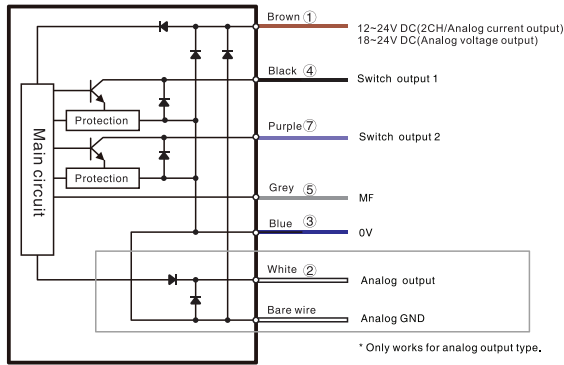 Brown ①
12~24V DC(2CH/Analog current output)
18~24V DC(Analog voltage output)
Black ④
Switch output 1
Protection
Purple⑦
Switch output 2
Protection
Main circuit
Grey ⑤
MF
Blue ③
0V
White ②
Analog output
Bare wire
Analog GND
* Only works for analog output type.